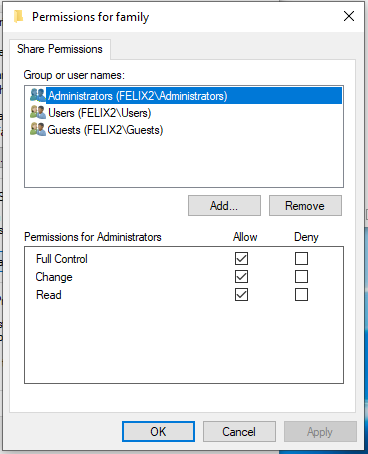 Permissions for family
Share Permissions
Group or user names:
Administrators (FELIX2\Administrators)
Users (FELIX2\Users)
Guests (FELIX2\Guests)
Add... Remove
Permissions for Administrators Allow Deny
Full Control
Change
Read
OK Cancel Apply